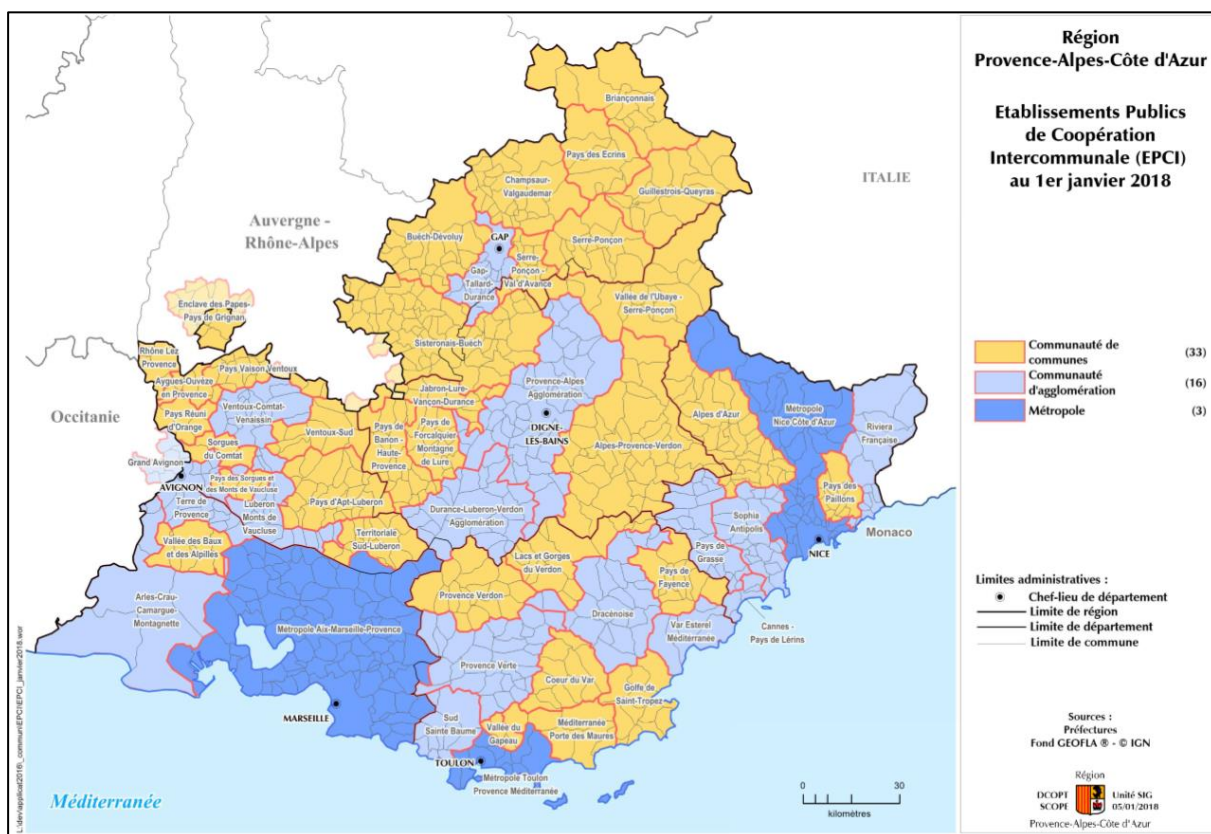 Région
Provence-Alpes-Côte d'Azur
Etablissements Publics
de Coopération
Intercommunale (EPCI)
au 1er janvier 2018
Communauté de
communes
(33)
Communauté
d'agglomération
(16)
Métropole
(3)
Limites administratives :
Chef-lieu de département
Limite de région
Limite de département
Limite de commune
Sources :
Préfectures
Fond GEOFLA ® - © IGN
Région
DCOPT
SCOPE
Unité SIG
05/01/2018
Provence-Alpes-Côte d'Azur
Briançonnais
Pays des Ecrins
Champsaur-
Valgaudemar
Guillestrois-Queyras
ITALIE
Auvergne -
Rhône-Alpes
Buëch-Dévoluy
GAP
Serre-Ponçon
Gap-
Tallard-
Durance
Serre-
Ponçon -
Val d'Avance
Vallée de l'Ubaye -
Serre-Ponçon
Enclave des Papes-
Pays de Grignan
Sisteronais-Buëch
Rhône Lez
Provence
Pays Vaison Ventoux
Aygues-Ouvèze
en Provence
Provence-Alpes
Agglomération
Jabron-Lure-
Vançon-Durance
Occitanie
Pays Réuni
d'Orange
Ventoux-Comtat-
Venaissin
DIGNE-
LES-BAINS
Alpes d'Azur
Métropole
Nice Côte d'Azur
Riviera
Française
Ventoux-Sud
Pays de
Banon -
Haute-
Provence
Pays de
Forcalquier
Montagne
de Lure
Alpes-Provence-Verdon
Sorgues
du Comtat
Grand Avignon
AVIGNON
Pays des Sorgues et
des Monts de Vaucluse
Pays des
Paillons
Terre de
Provence
Luberon
Monts de
Vaucluse
Pays d'Apt-Luberon
Durance-Luberon-Verdon
Agglomération
Sophia
Antipolis
Monaco
Vallée des Baux
et des Alpilles
Territoriale
Sud-Luberon
Pays de
Grasse
NICE
Lacs et Gorges
du Verdon
Pays de
Fayence
Provence Verdon
Arles-Crau-
Camargue-
Montagnette
Dracénoise
Métropole Aix-Marseille-Provence
Var Esterel
Méditerranée
Cannes -
Pays de Lérins
Provence Verte
Coeur du Var
Golfe de
Saint-Tropez
MARSEILLE
Sud
Sainte Baume
Vallée du
Gapeau
Méditerranée
Porte des Maures
TOULON
Métropole Toulon
Provence Méditerranée
Méditerranée
0
30
kilomètres